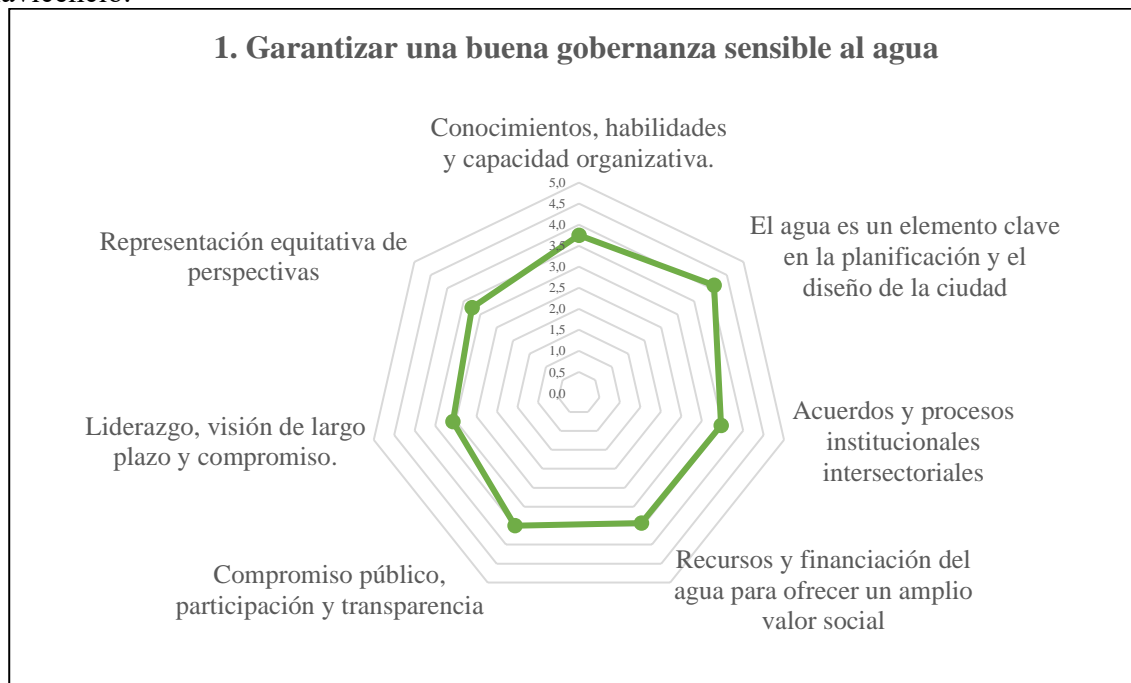 1. Garantizar una buena gobernanza sensible al agua
Conocimientos, habilidades
y capacidad organizativa.
5,0
4,5
4,0
3,5
3,0
2,5
2,0
1,5
1,0
0,5
0,0
El agua es un elemento clave
en la planificación y el
diseño de la ciudad
Acuerdos y procesos
institucionales
intersectoriales
Recursos y financiación del
agua para ofrecer un amplio
valor social
Compromiso público,
participación y transparencia
Liderazgo, visión de largo
plazo y compromiso.
Representación equitativa de
perspectivas